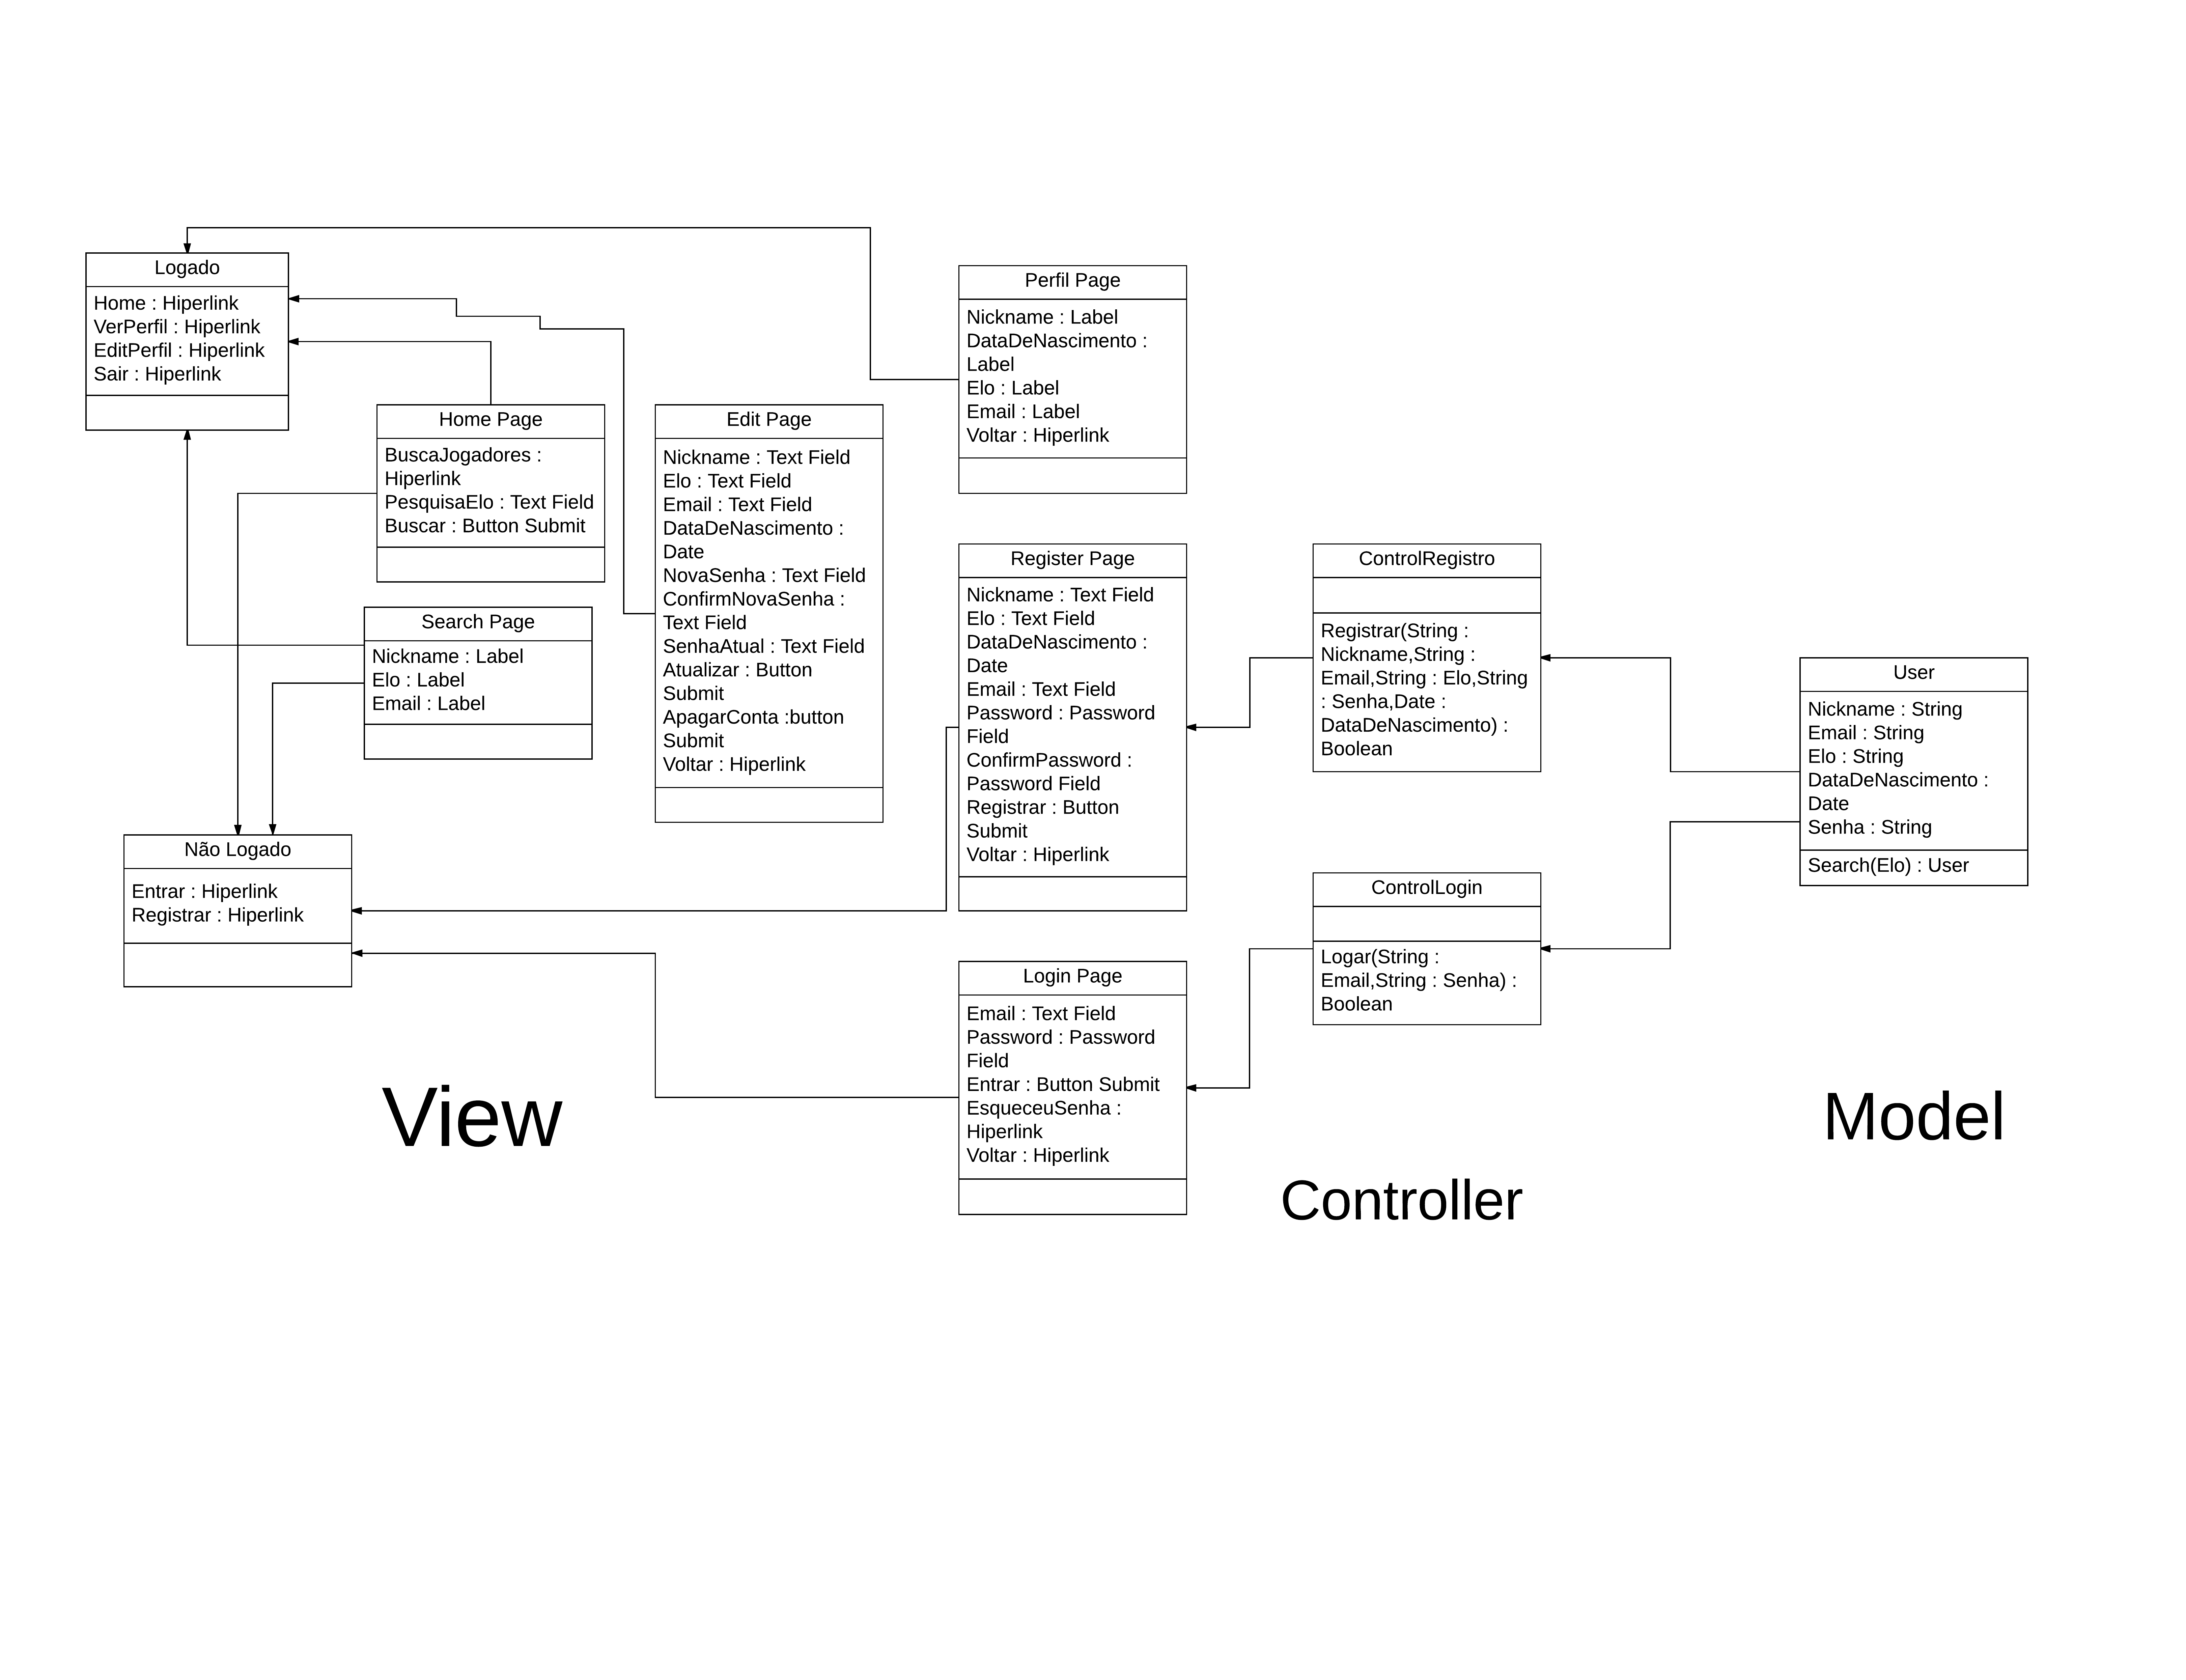 Logado
Home : Hiperlink
VerPerfil : Hiperlink
EditPerfil : Hiperlink
Sair : Hiperlink
Home Page
BuscaJogadores :
Hiperlink
PesquisaElo : Text Field
Buscar : Button Submit
Search Page
Nickname : Label
Elo : Label
Email : Label
Não Logado
Entrar : Hiperlink
Registrar : Hiperlink
Edit Page
Nickname : Text Field
Elo : Text Field
Email : Text Field
DataDeNascimento :
Date
NovaSenha : Text Field
ConfirmNovaSenha :
Text Field
SenhaAtual : Text Field
Atualizar : Button
Submit
ApagarConta :button
Submit
Voltar : Hiperlink
Perfil Page
Nickname : Label
DataDeNascimento :
Label
Elo : Label
Email : Label
Voltar : Hiperlink
Register Page
Nickname : Text Field
Elo : Text Field
DataDeNascimento :
Date
Email : Text Field
Password : Password
Field
ConfirmPassword :
Password Field
Registrar : Button
Submit
Voltar : Hiperlink
Login Page
Email : Text Field
Password : Password
Field
Entrar : Button Submit
EsqueceuSenha :
Hiperlink
Voltar : Hiperlink
ControlRegistro
Registrar(String :
Nickname,String :
Email,String : Elo,String
: Senha,Date :
DataDeNascimento) :
Boolean
ControlLogin
Logar(String :
Email,String : Senha) :
Boolean
User
Nickname : String
Email : String
Elo : String
DataDeNascimento :
Date
Senha : String
Search(Elo) : User
View
Controller
Model